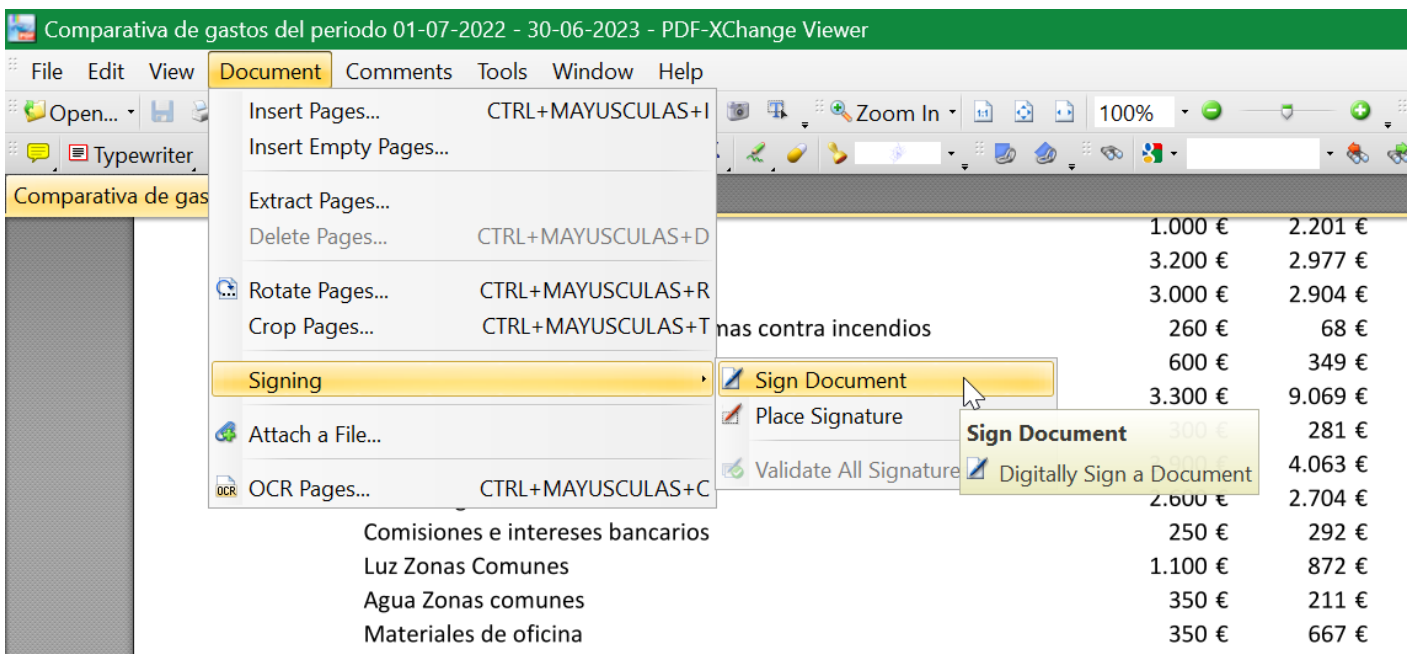 Comparativa de gastos del periodo 01-07-2022 - 30-06-2023 - PDF-XChange Viewer
File Edit View Document Comments Tools Window Help
Open... Zoom In 1:1 100%
Typewriter
Comparativa de gas
Insert Pages... CTRL+MAYUSCULAS+I
Insert Empty Pages...
Extract Pages...
Delete Pages... CTRL+MAYUSCULAS+D
Rotate Pages... CTRL+MAYUSCULAS+R
Crop Pages... CTRL+MAYUSCULAS+T
Signing
Attach a File...
OCR OCR Pages... CTRL+MAYUSCULAS+C
Sign Document
Place Signature
Validate All Signature
Sign Document
Digitally Sign a Document
1.000 € 2.201 €
3.200 € 2.977 €
3.000 € 2.904 €
mas contra incendios 260 € 68 €
600 € 349 €
3.300 € 9.069 €
300 € 281 €
4.063 €
2.600 € 2.704 €
Comisiones e intereses bancarios 250 € 292 €
Luz Zonas Comunes 1.100 € 872 €
Agua Zonas comunes 350 € 211 €
Materiales de oficina 350 € 667 €